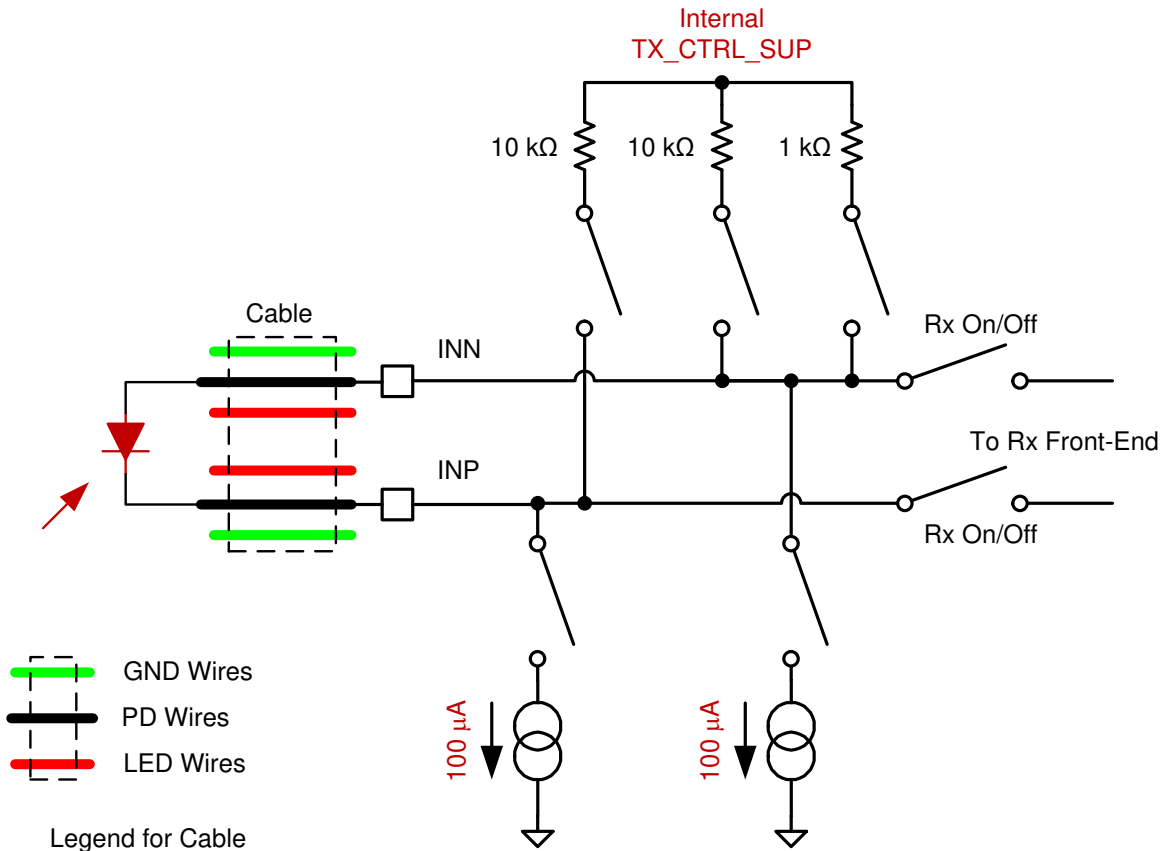 Internal
TX_CTRL_SUP
10 kΩ
10 kΩ
1 kΩ
Cable
INN
Rx On/Off
To Rx Front-End
INP
Rx On/Off
GND Wires
PD Wires
LED Wires
100 μA
100 μA
Legend for Cable